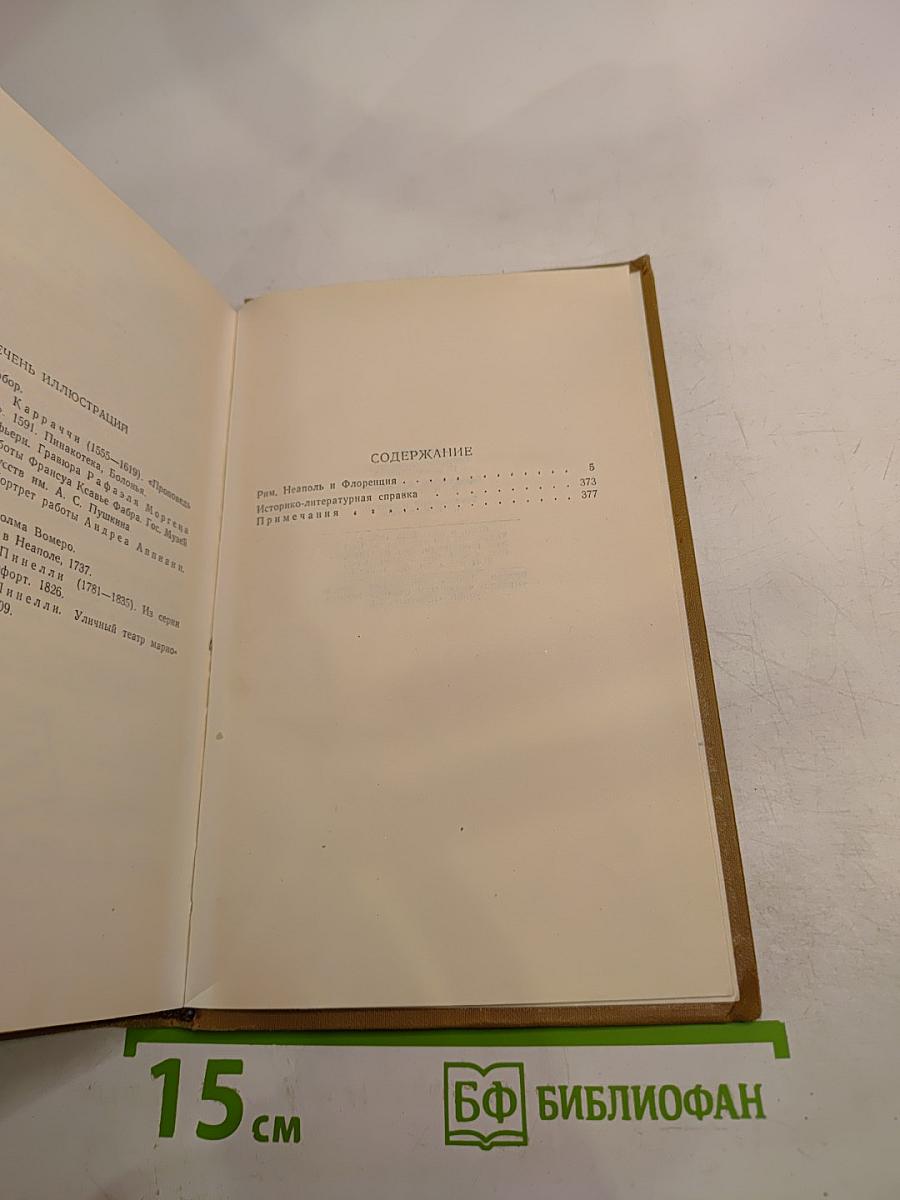 ЕЧЕНЬ ИЛЛЮСТРАЦИЙ
обор.
Карраччи (1555—1619). «Проповедь
». 1591. Пинакотека, Болонья.
фьери. Гравюра Рафаэля Моргена
боты Франсуа Ксавье Фабра. Гос. Музей
усств им. А. С. Пушкина
ортрет работы Андреа Аппиани.
олма Вомеро.
в Неаполе, 1737.
Пинелли (1781—1835). Из серии
форт. 1826.
Пинелли. Уличный театр марио-
09.
СОДЕРЖАНИЕ
Рим. Неаполь и Флоренция . . . . . . . . . . . 5
Историко-литературная справка . . . . . . . . . 373
Примечания . . . . . . . . . . . . . 377
15 см
БФ БИБЛИОФАН